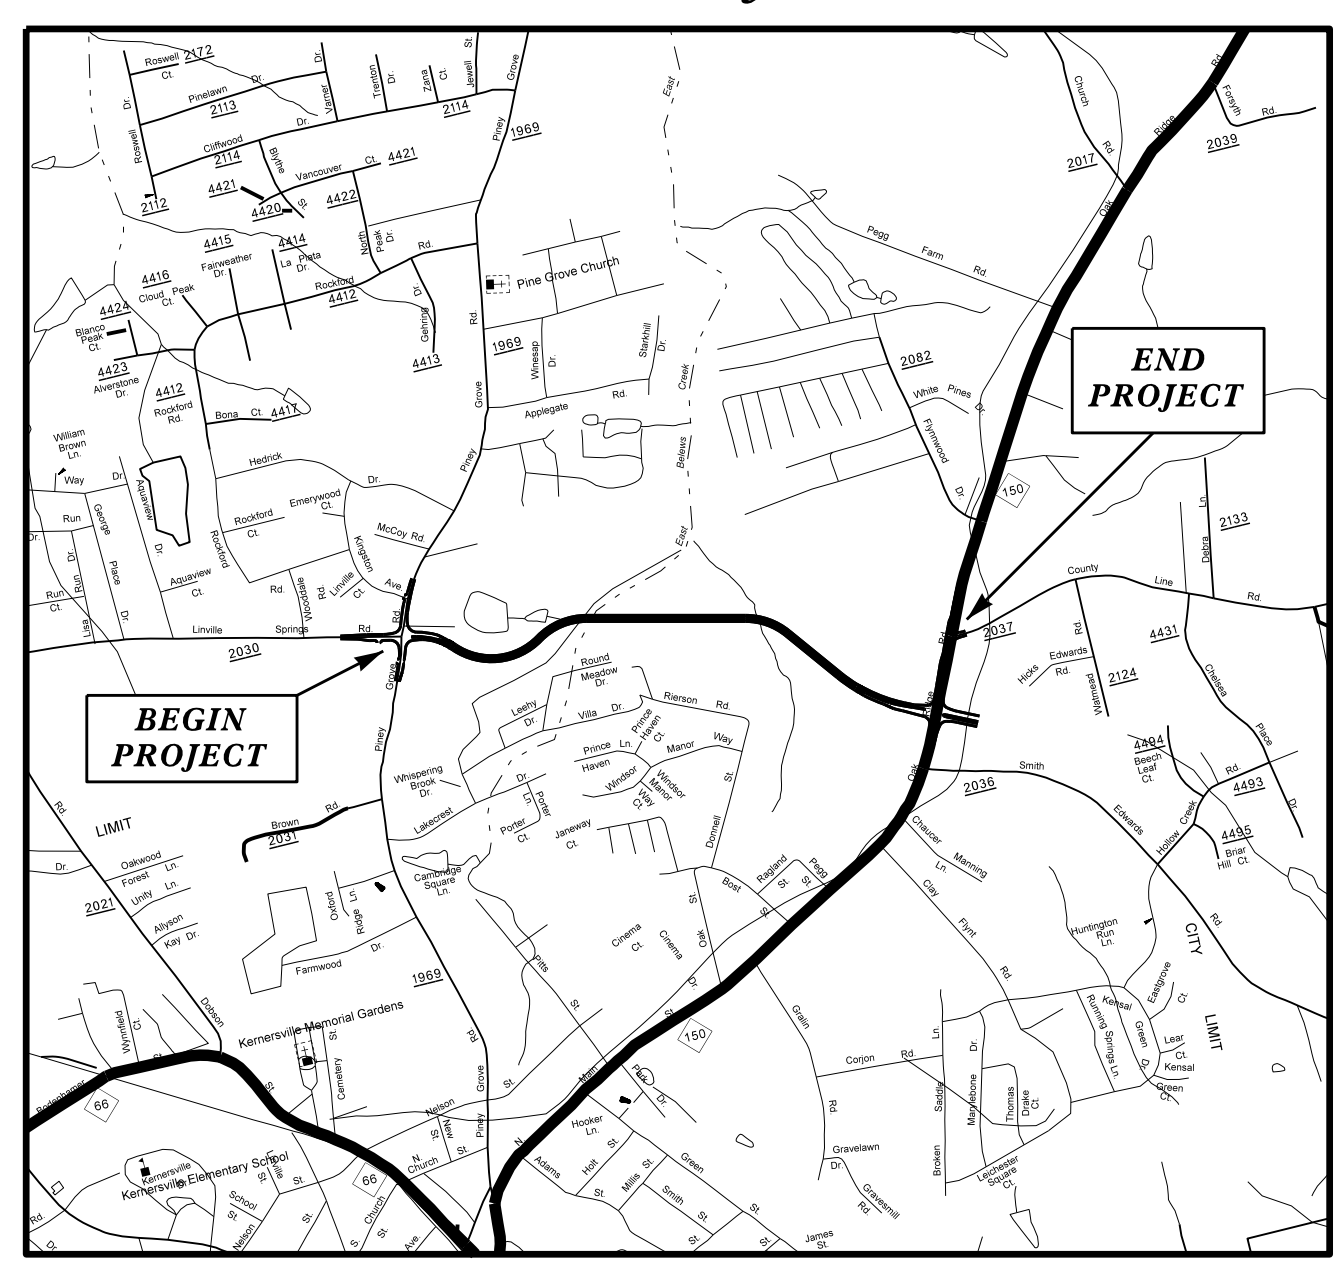 Roswell
Ct.
2172
Dr.
Pinelawn
Dr.
2113
Roswell
Dr.
Varner
Trenton
Dr.
Zana
Ct.
Jewell
St.
Grove
Piney
1969
Cliffwood
Dr.
2114
2114
Blythe
St.
Vancouver
Ct.
4421
4421
4420
4422
2112
4415
4414
Fairweather
Dr.
La Plata
Dr.
North
Peak
Dr.
Rd.
4416
Cloud Peak
Ct.
Rockford
4412
4424
Blanco
Peak
Ct.
4423
Alverstone
Dr.
4412
Rockford
Rd.
Bona Ct.
4417
Dr.
Gehring
4413
Rd.
Grove
Piney
Pine Grove Church
1969
Winesap
Dr.
Starkhill
Dr.
Applegate
Rd.
East
Creek
Belews
East
Church
Rd.
2017
Oak
Ridge
Rd.
Forsyth
Rd.
2039
Pegg
Farm
Rd.
2082
White Pines
Dr.
Flynnwood
Dr.
150
END
PROJECT
William
Brown
Ln.
Way
Dr.
Run
Dr.
George
Place
Dr.
Dr.
Run
Lisa
Run
Ct.
Aquaview
Dr.
Aquaview
Ct.
Hedrick
Dr.
Emerywood
Ct.
Rockford
Ct.
Rockford
Rd.
McCoy Rd.
Kingston
Ave.
Linville
Ct.
Woodale
Rd.
Linville
Springs
Rd.
2030
Rd.
Grove
Piney
BEGIN
PROJECT
Debra
Ln.
2133
County
Line
Rd.
2037
Rd.
Watmead
2124
Hicks
Edwards
Rd.
4431
Chelsea
Place
Dr.
4494
Beech
Leaf
Ct.
Rd.
4493
Creek
Hollow
4495
Briar
Hill Ct.
Round
Meadow
Dr.
Leehy
Dr.
Villa Dr.
Rierson
Rd.
Prince
Haven
Ct.
Prince Ln.
Haven
Manor
Way
Windsor
Windsor
Manor
Way
Ct.
St.
Donnell
Whispering
Brook
Dr.
Lakecrest
Dr.
Porter
Ln.
Porter
Ct.
Janeway
Ct.
Rd.
Ridge
Oak
2036
Smith
Edwards
Rd.
Rd.
LIMIT
Brown
Rd.
2031
Dr.
Oakwood
Forest Ln.
Unity Ln.
Allyson
Kay Dr.
2021
Dobson
Cambridge
Square
Ln.
Oxford
Ridge
Ln.
Farmwood
Dr.
1969
Ragland
St.
Pegg
St.
Bost
St.
St.
Oak
Cinema
Ct.
Cinema
Dr.
Chaucer
Ln.
Manning
Clay
Flynt
Rd.
Huntington
Run
Ln.
CITY
LIMIT
Pitts
St.
Kernersville Memorial Gardens
Wynnfield
Ct.
St.
St.
St.
Cemetery
Rd
Grove
Piney
150
Gralin
Rd.
Corjon
Rd.
Ln.
Saddle
Broken
Dr.
Marylebone
Thomas
Drake
Ct.
Running
Springs Ln.
Kensal
Green
Dr.
Eastgrove
Ct.
Lear
Ct.
Kensal
Green
Ct.
Bodenhamer
66
Nelson
St.
Main
Park
Dr.
Hooker
Ln.
New
St.
N.
Church
St.
N.
Adams
St.
Holt
St.
Millis
St.
Green
St.
Smith
St.
St.
St.
James
St.
Gravelawn
Dr.
Gravesmill
Rd.
Leichester
Square
Ct.
Kernersville
Kernersville Elementary School
St.
St.
School
St
Nelson
St.
66
Church
S.
St.
Ave.
Rd.
Dr.